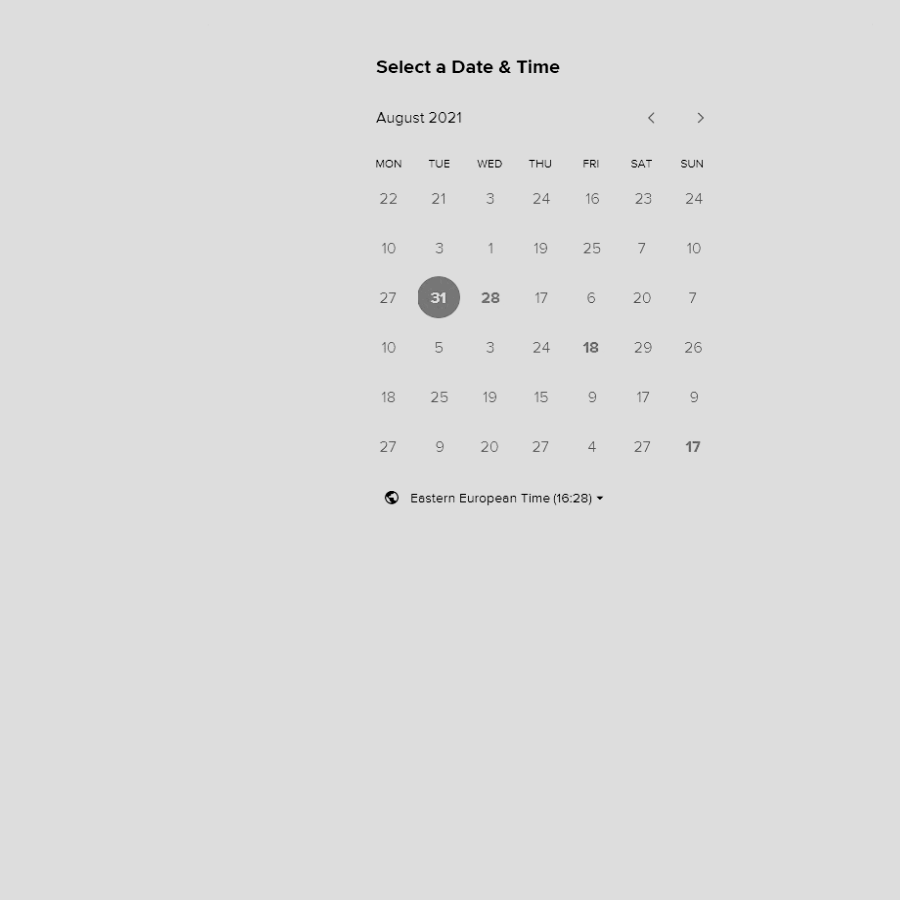 Select a Date & Time
August 2021
MON TUE WED THU FRI SAT SUN
22 21 3 24 16 23 24
10 3 1 19 25 7 10
27 31 28 17 6 20 7
10 5 3 24 18 29 26
18 25 19 15 9 17 9
27 9 20 27 4 27 17
Eastern European Time (16:28)